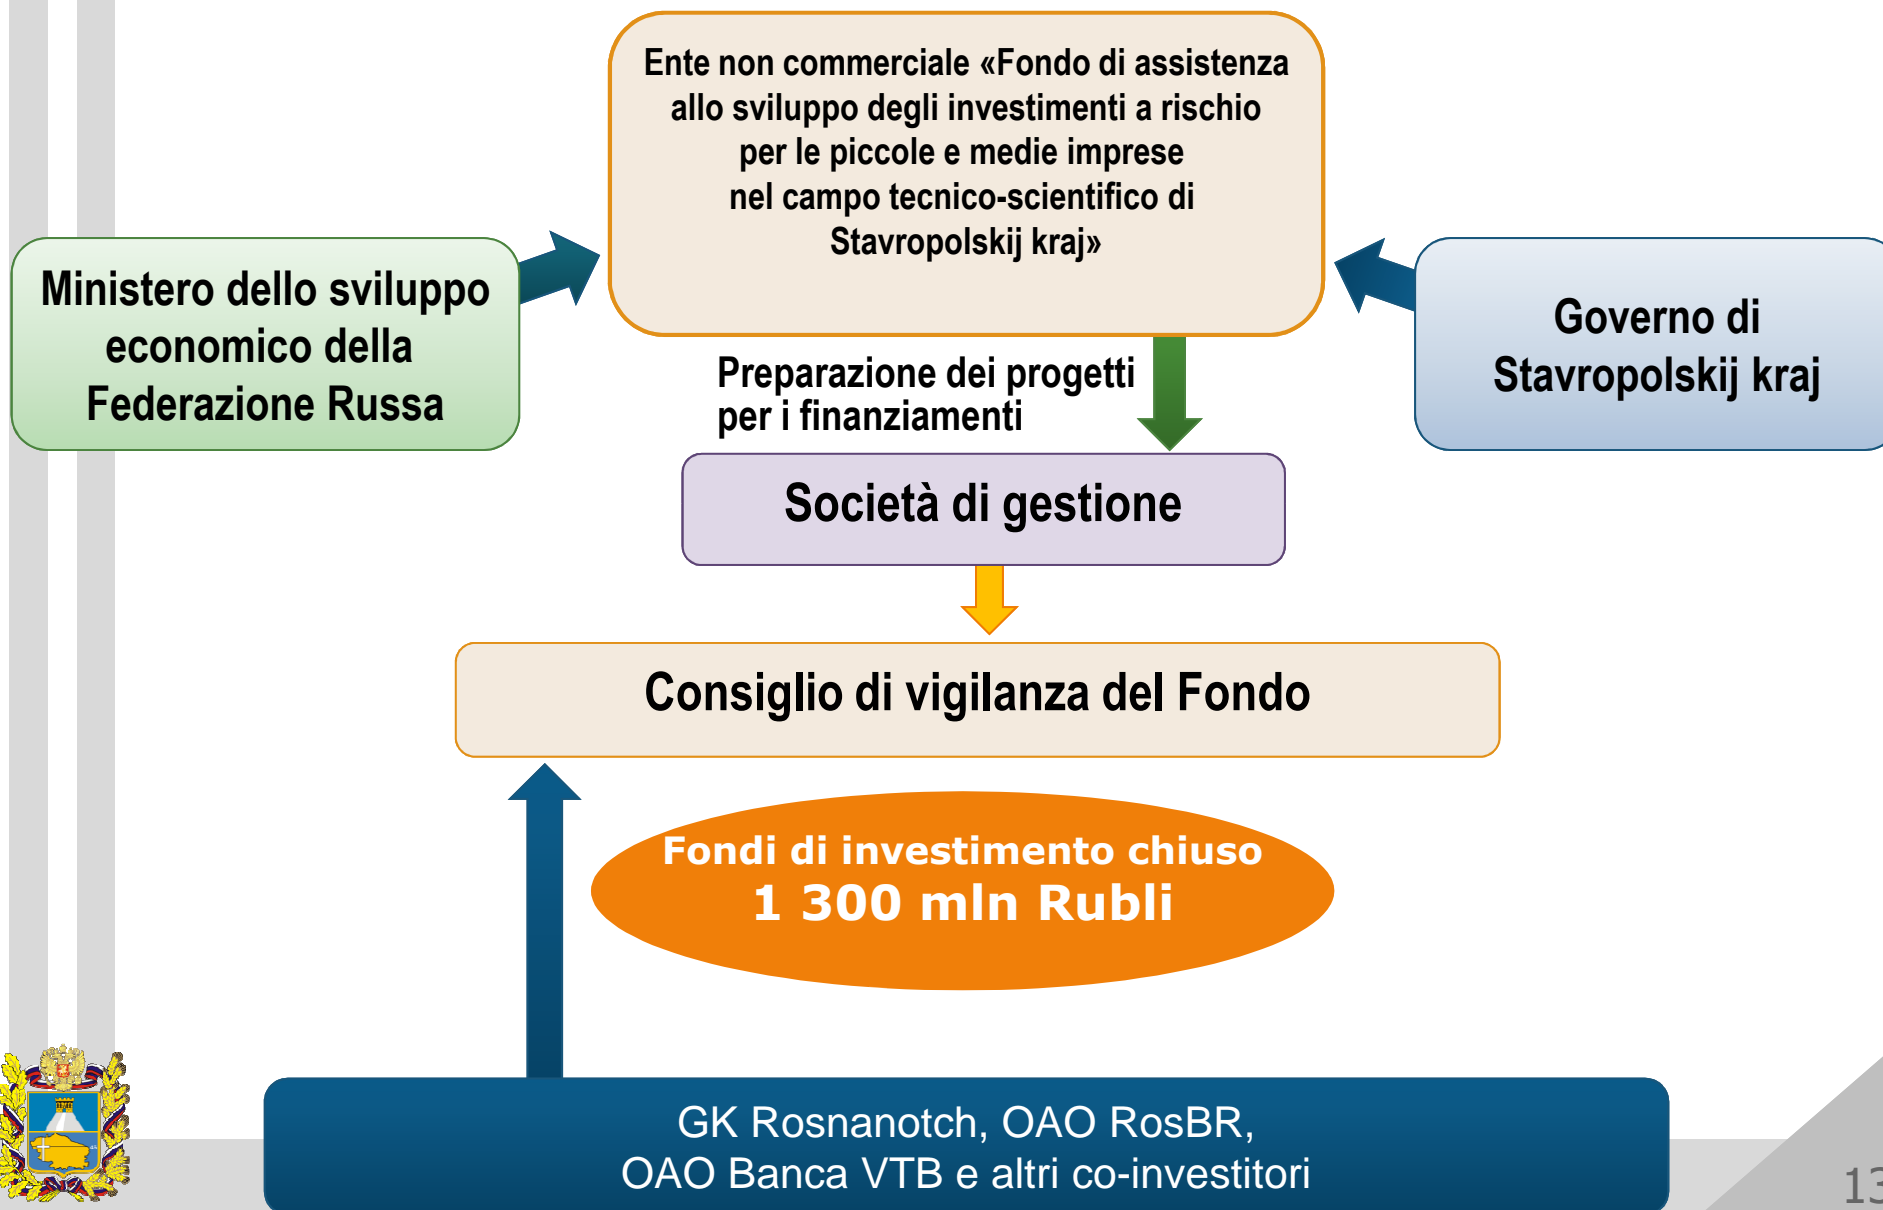 Ente non commerciale «Fondo di assistenza
allo sviluppo degli investimenti a rischio
per le piccole e medie imprese
nel campo tecnico-scientifico di
Stavropolskij kraj»
Ministero dello sviluppo
economico della
Federazione Russa
Governo di
Stavropolskij kraj
Preparazione dei progetti
per i finanziamenti
Società di gestione
Consiglio di vigilanza del Fondo
Fondi di investimento chiuso
1 300 mln Rubli
GK Rosnanotch, OAO RosBR,
OAO Banca VTB e altri co-investitori
13